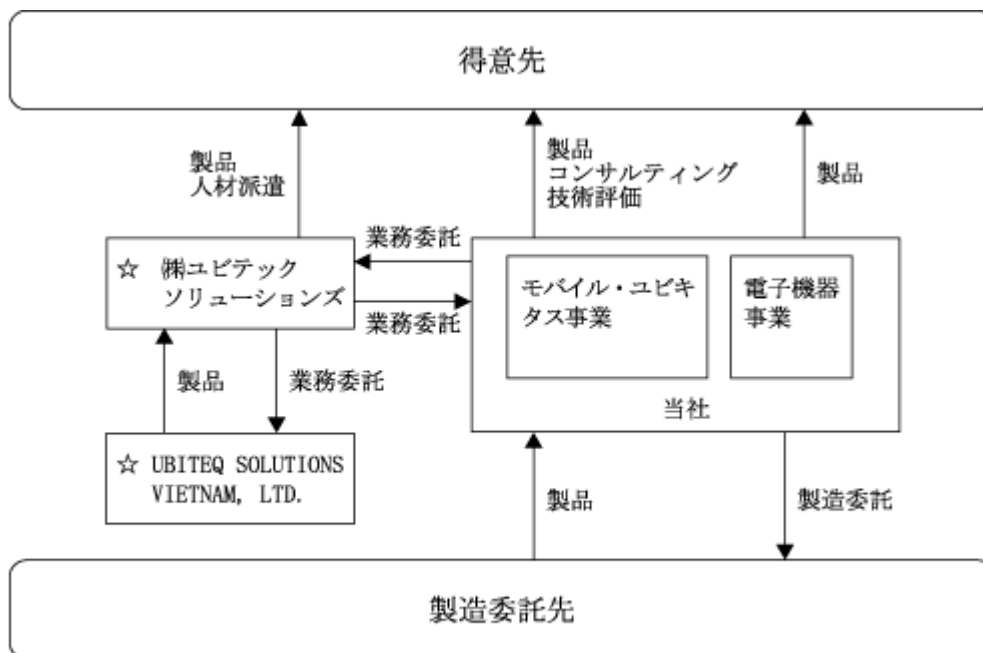 得意先
製品
人材派遣
製品
コンサルティング
技術評価
製品
☆ ㈱ユビテック
ソリューションズ
業務委託
業務委託
モバイル・ユビキ
タス事業
電子機器
事業
当社
製品
業務委託
☆ UBITEQ SOLUTIONS
VIETNAM, LTD.
製品
製造委託
製造委託先